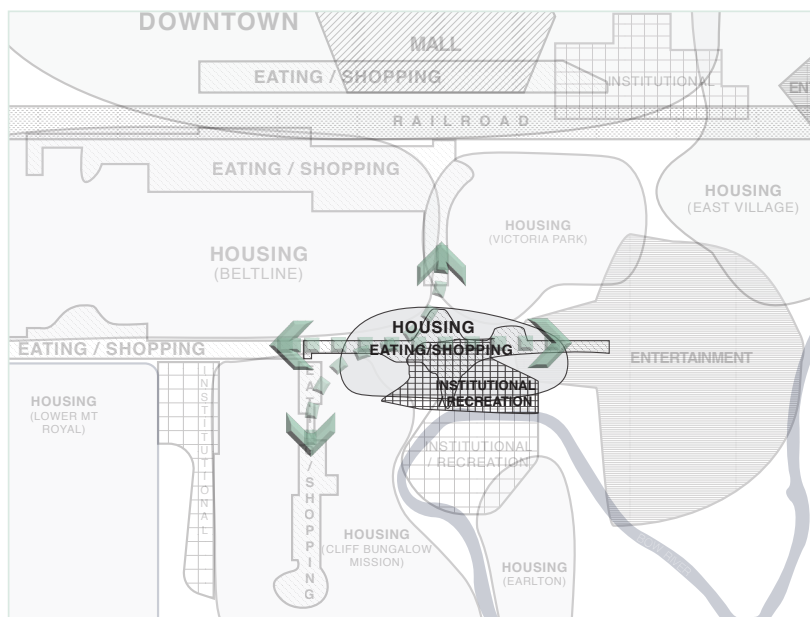 DOWNTOWN
MALL
EATING / SHOPPING
INSTITUTIONAL
EN
RAILROAD
EATING / SHOPPING
HOUSING
(EAST VILLAGE)
HOUSING
(VICTORIA PARK)
HOUSING
(BELTLINE)
HOUSING
EATING/SHOPPING
EATING / SHOPPING
ENTERTAINMENT
INSTITUTIONAL
/ RECREATION
HOUSING
(LOWER MT
ROYAL)
INSTITUTIONAL
EATING / SHOPPING
INSTITUTIONAL
/ RECREATION
HOUSING
(CLIFF BUNGALOW
MISSION)
HOUSING
(EARLTON)
BOW RIVER